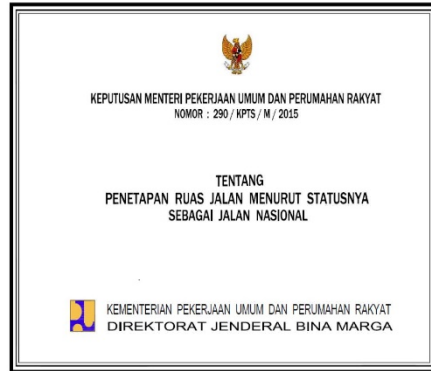 KEPUTUSAN MENTERI PEKERJAAN UMUM DAN PERUMAHAN RAKYAT
NOMOR : 290 / KPTS / M / 2015
TENTANG
PENETAPAN RUAS JALAN MENURUT STATUSNYA
SEBAGAI JALAN NASIONAL
KEMENTERIAN PEKERJAAN UMUM DAN PERUMAHAN RAKYAT
DIREKTORAT JENDERAL BINA MARGA